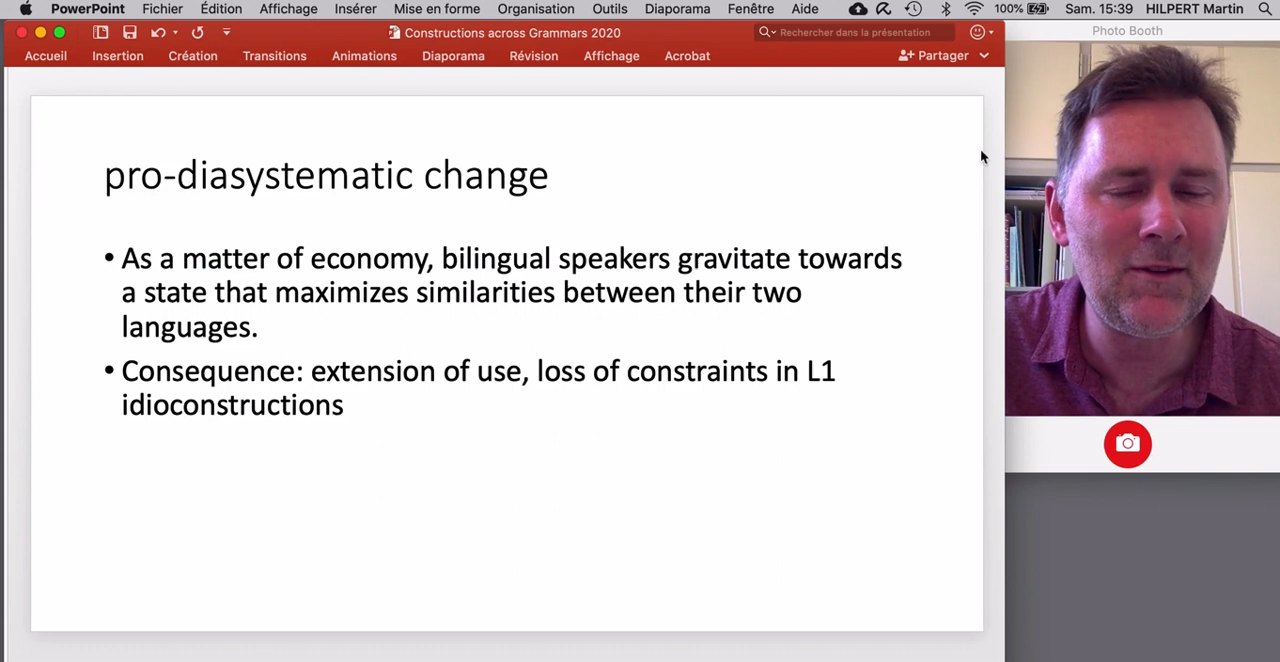 PowerPoint Fichier Édition Affichage Insérer Mise en forme Organisation Outils Diaporama Fenêtre Aide 100% Sam. 15:39 HILPERT Martin
Constructions across Grammars 2020
Rechercher dans la présentation
Photo Booth
Accueil Insertion Création Transitions Animations Diaporama Révision Affichage Acrobat Partager
pro-diasystematic change
• As a matter of economy, bilingual speakers gravitate towards
a state that maximizes similarities between their two
languages.
• Consequence: extension of use, loss of constraints in L1
idioconstructions